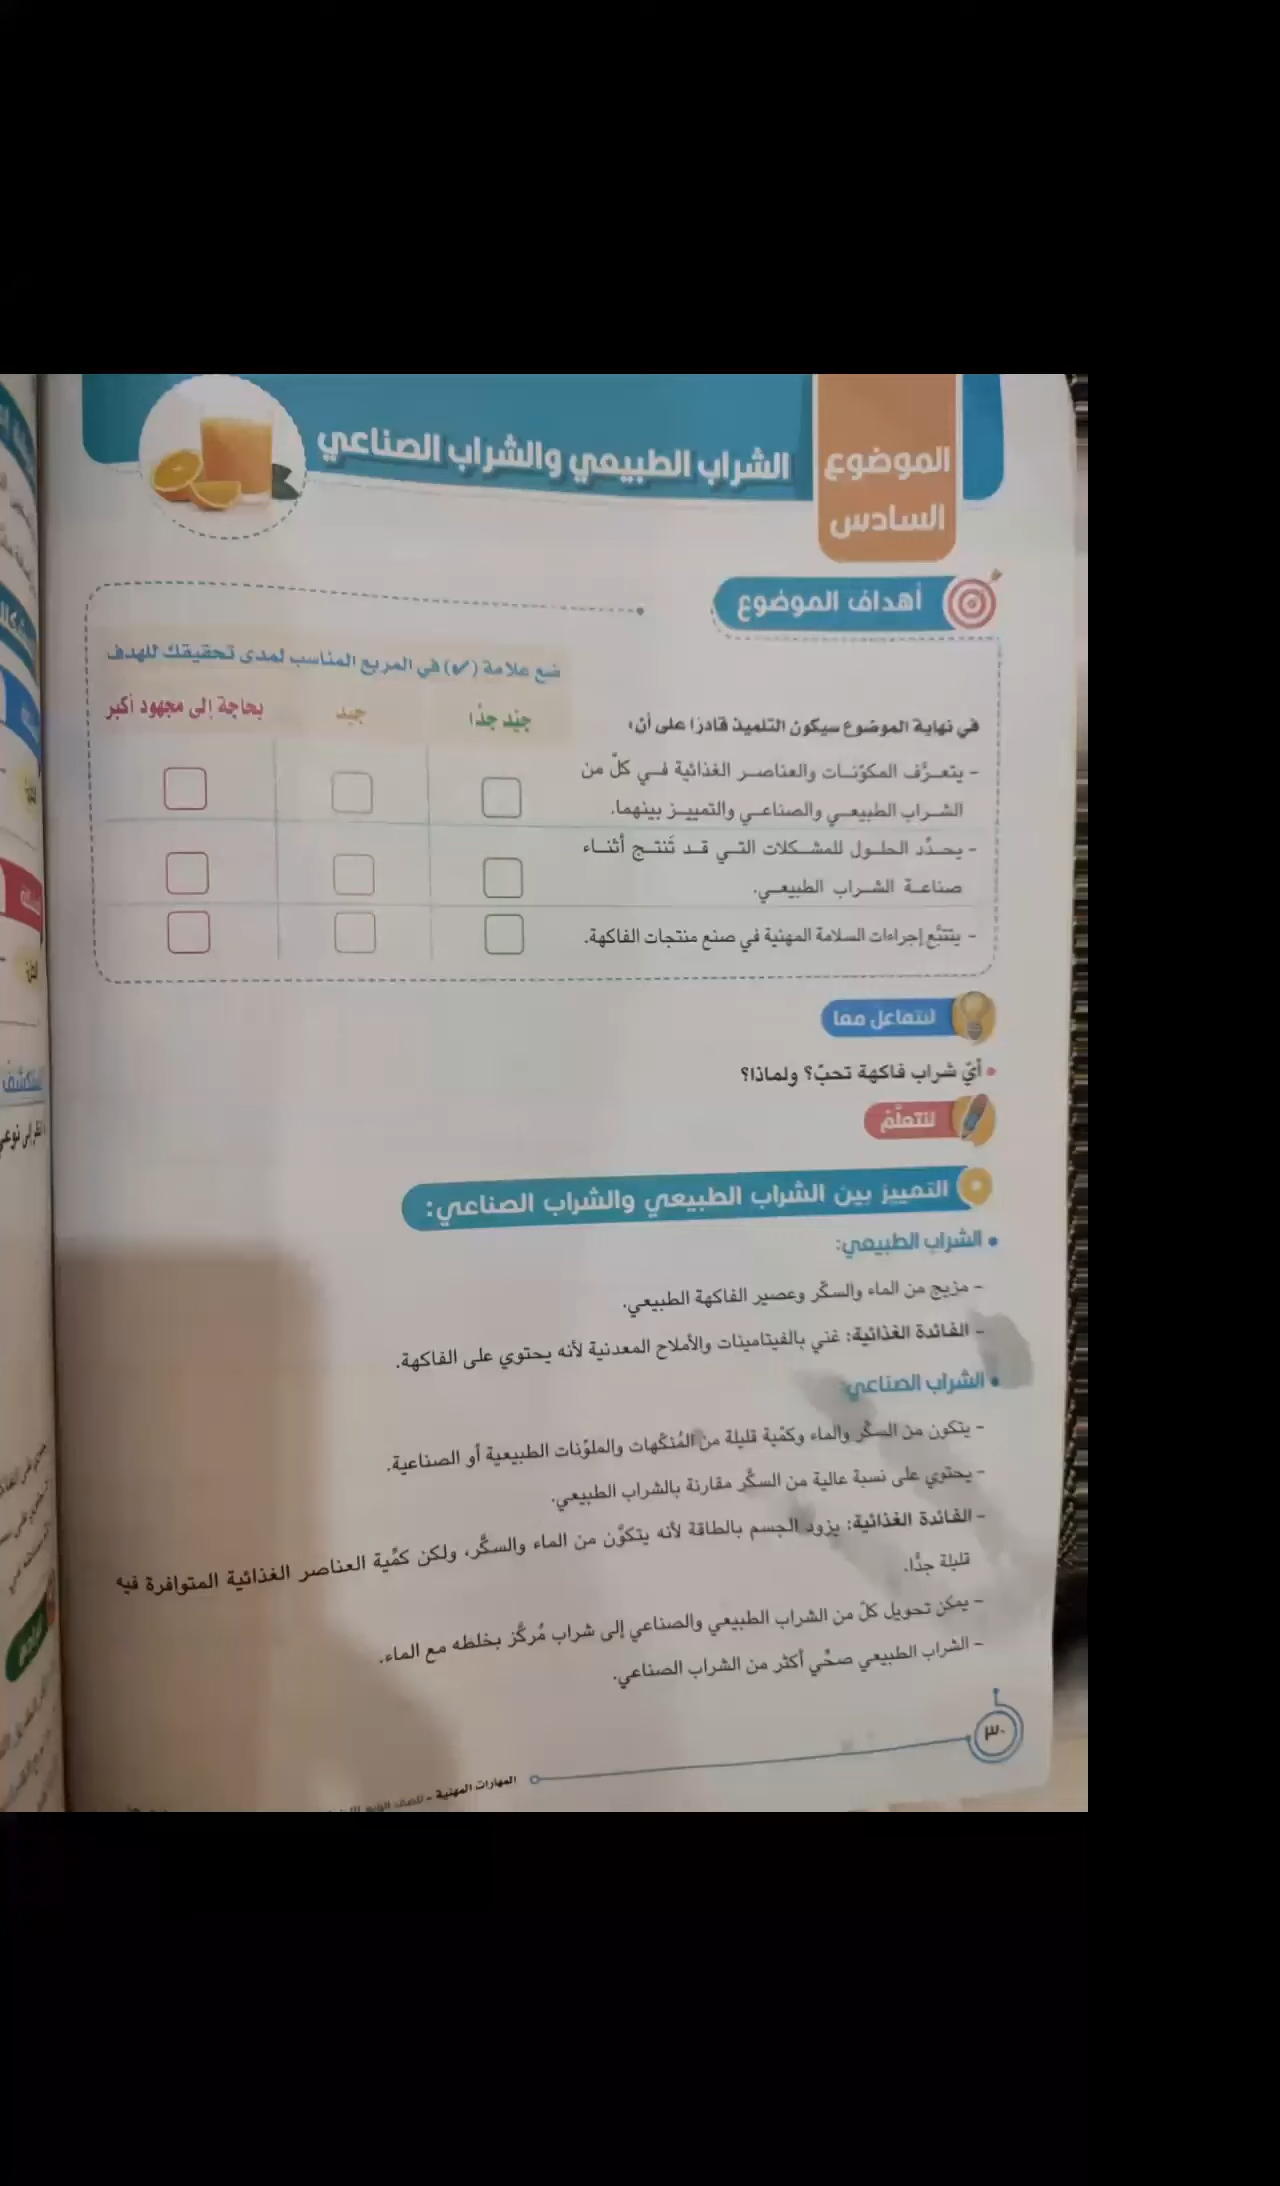 الموضوع السادس
الشراب الطبيعي والشراب الصناعي
أهداف الموضوع
ضع علامة (✔) في المربع المناسب لمدى تحقيقك للهدف
في نهاية الموضوع سيكون التلميذ قادرًا على أن:
جيّد جدًّا
جيد
بحاجة إلى مجهود أكبر
- يتعرَّف المكوّنات والعناصر الغذائية في كلّ من
الشراب الطبيعي والصناعي والتمييز بينهما.
- يحدِّد الحلول للمشكلات التي قد تَنتج أثناء
صناعة الشراب الطبيعي.
- يتتبَّع إجراءات السلامة المهنية في صنع منتجات الفاكهة.
لنتفاعل معا
• أيّ شراب فاكهة تحبّ؟ ولماذا؟
لنتعلَّم
التمييز بين الشراب الطبيعي والشراب الصناعي:
• الشراب الطبيعي:
- مزيج من الماء والسكَّر وعصير الفاكهة الطبيعي.
- الفائدة الغذائية: غني بالفيتامينات والأملاح المعدنية لأنه يحتوي على الفاكهة.
• الشراب الصناعي
- يتكون من السكَّر والماء وكمّية قليلة من المُنكّهات والملوّنات الطبيعية أو الصناعية.
- يحتوي على نسبة عالية من السكَّر مقارنة بالشراب الطبيعي.
- الفائدة الغذائية: يزود الجسم بالطاقة لأنه يتكوَّن من الماء والسكَّر، ولكن كمِّية العناصر الغذائية المتوافرة فيه
قليلة جدًّا.
- يمكن تحويل كلّ من الشراب الطبيعي والصناعي إلى شراب مُركَّز بخلطه مع الماء.
- الشراب الطبيعي صحِّي أكثر من الشراب الصناعي.
٣٠
المهارات المهنية - للصف الرابع